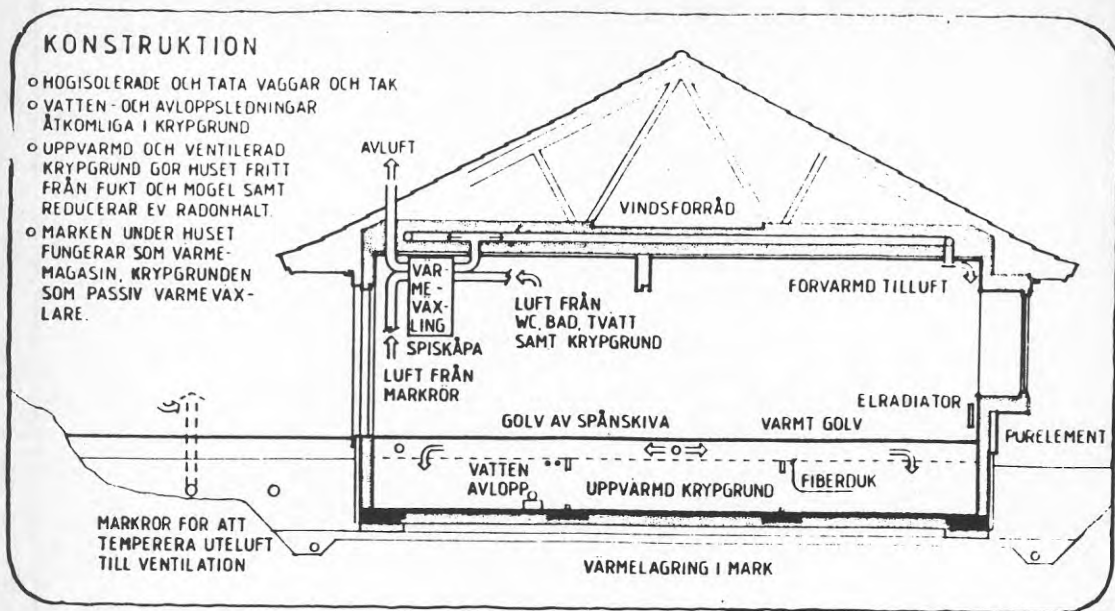 KONSTRUKTION
o HOGISOLERADE OCH TATA VAGGAR OCH TAK
o VATTEN- OCH AVLOPPSLEDNINGAR
ÅTKOMLIGA I KRYPGRUND
o UPPVARMD OCH VENTILERAD
KRYPGRUND GOR HUSET FRITT
FRÅN FUKT OCH MOGEL SAMT
REDUCERAR EV RADONHALT.
o MARKEN UNDER HUSET
FUNGERAR SOM VARME-
MAGASIN, KRYPGRUNDEN
SOM PASSIV VARMEVAX-
LARE.
AVLUFT
VINDSFORRÅD
VAR-
ME-
VAX-
LING
SPISKÅPA
LUFT FRÅN
MARKRÖR
LUFT FRÅN
WC, BAD, TVATT
SAMT KRYPGRUND
FORVARMD TILLUFT
ELRADIATOR
GOLV AV SPÅNSKIVA
VARMT GOLV
PURELEMENT
VATTEN
AVLOPP
UPPVARMD KRYPGRUND
FIBERDUK
MARKROR FOR ATT
TEMPERERA UTELUFT
TILL VENTILATION
VARMELAGRING I MARK